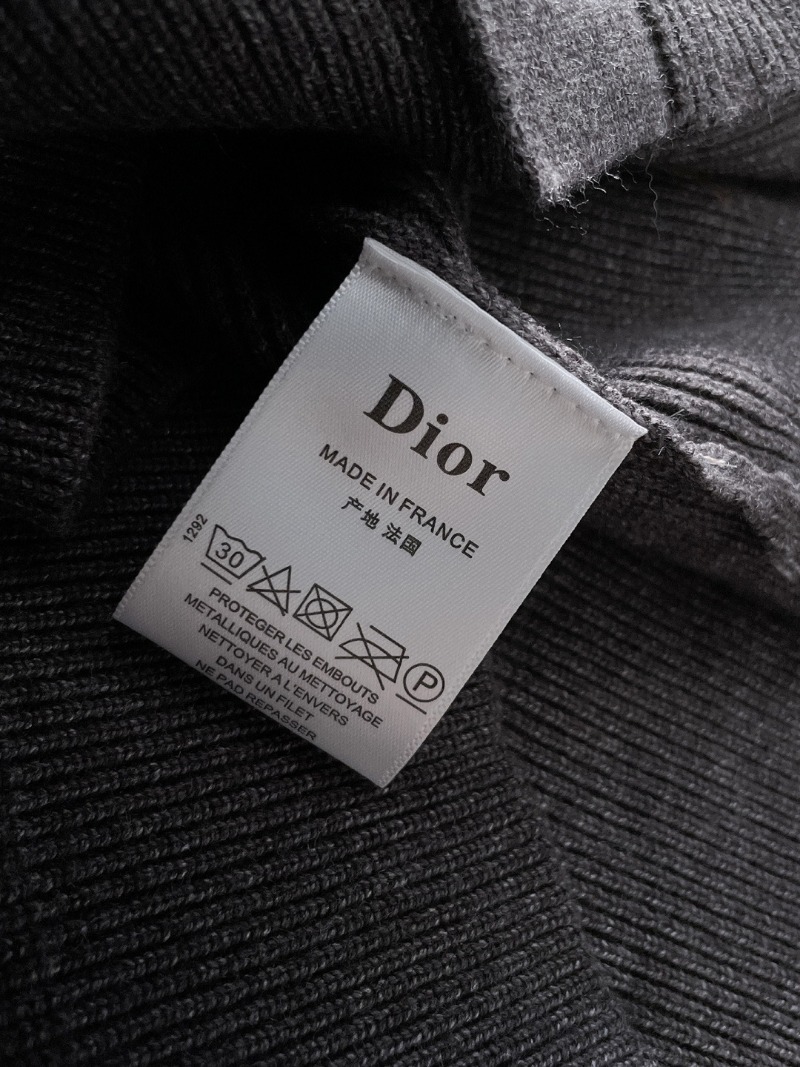 Dior
MADE IN FRANCE
产地 法国
1292
30
P
PROTEGER LES EMBOUTS
METALLIQUES AU METTOYAGE
NETTOYER A L'ENVERS
DANS UN FILET
NE PAD REPASSER